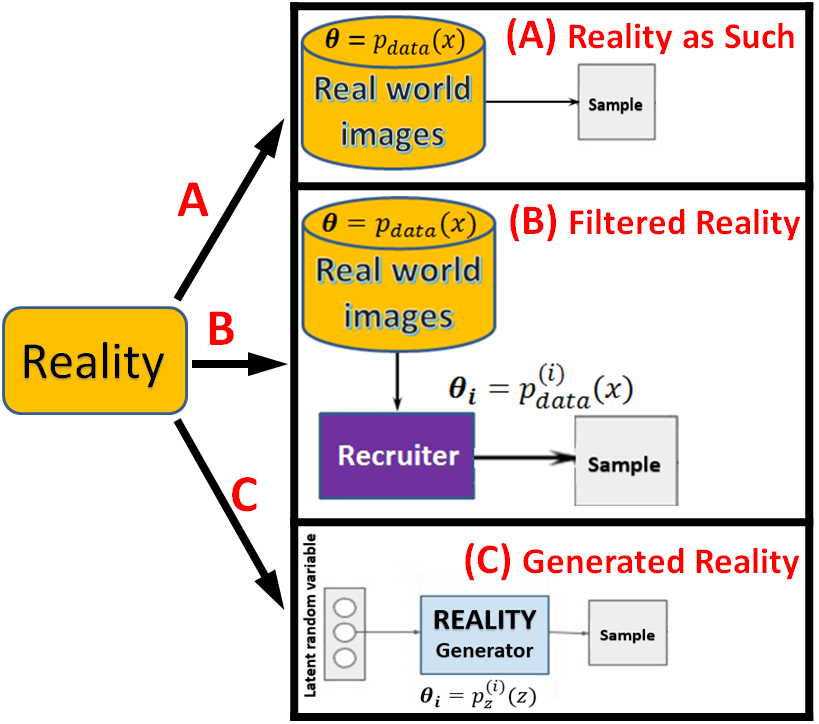 (A) Reality as Such
θ = p_data(x)
Real world
images
Sample
A
(B) Filtered Reality
θ = p_data(x)
Real world
images
B
Reality
θ_i = p_data^(i)(x)
Recruiter
Sample
C
(C) Generated Reality
Latent random variable
REALITY
Generator
Sample
θ_i = p_z^(i)(z)